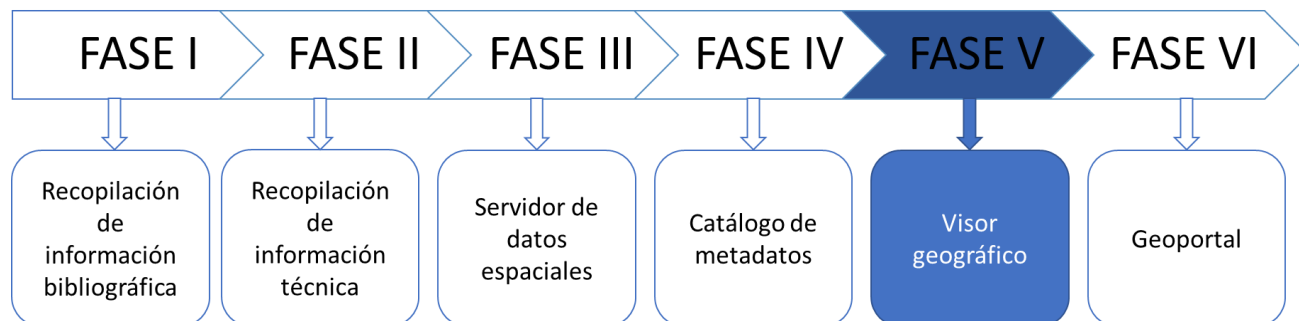 FASE I
FASE II
FASE III
FASE IV
FASE V
FASE VI
Recopilación
de
información
bibliográfica
Recopilación
de
información
técnica
Servidor de
datos
espaciales
Catálogo de
metadatos
Visor
geográfico
Geoportal